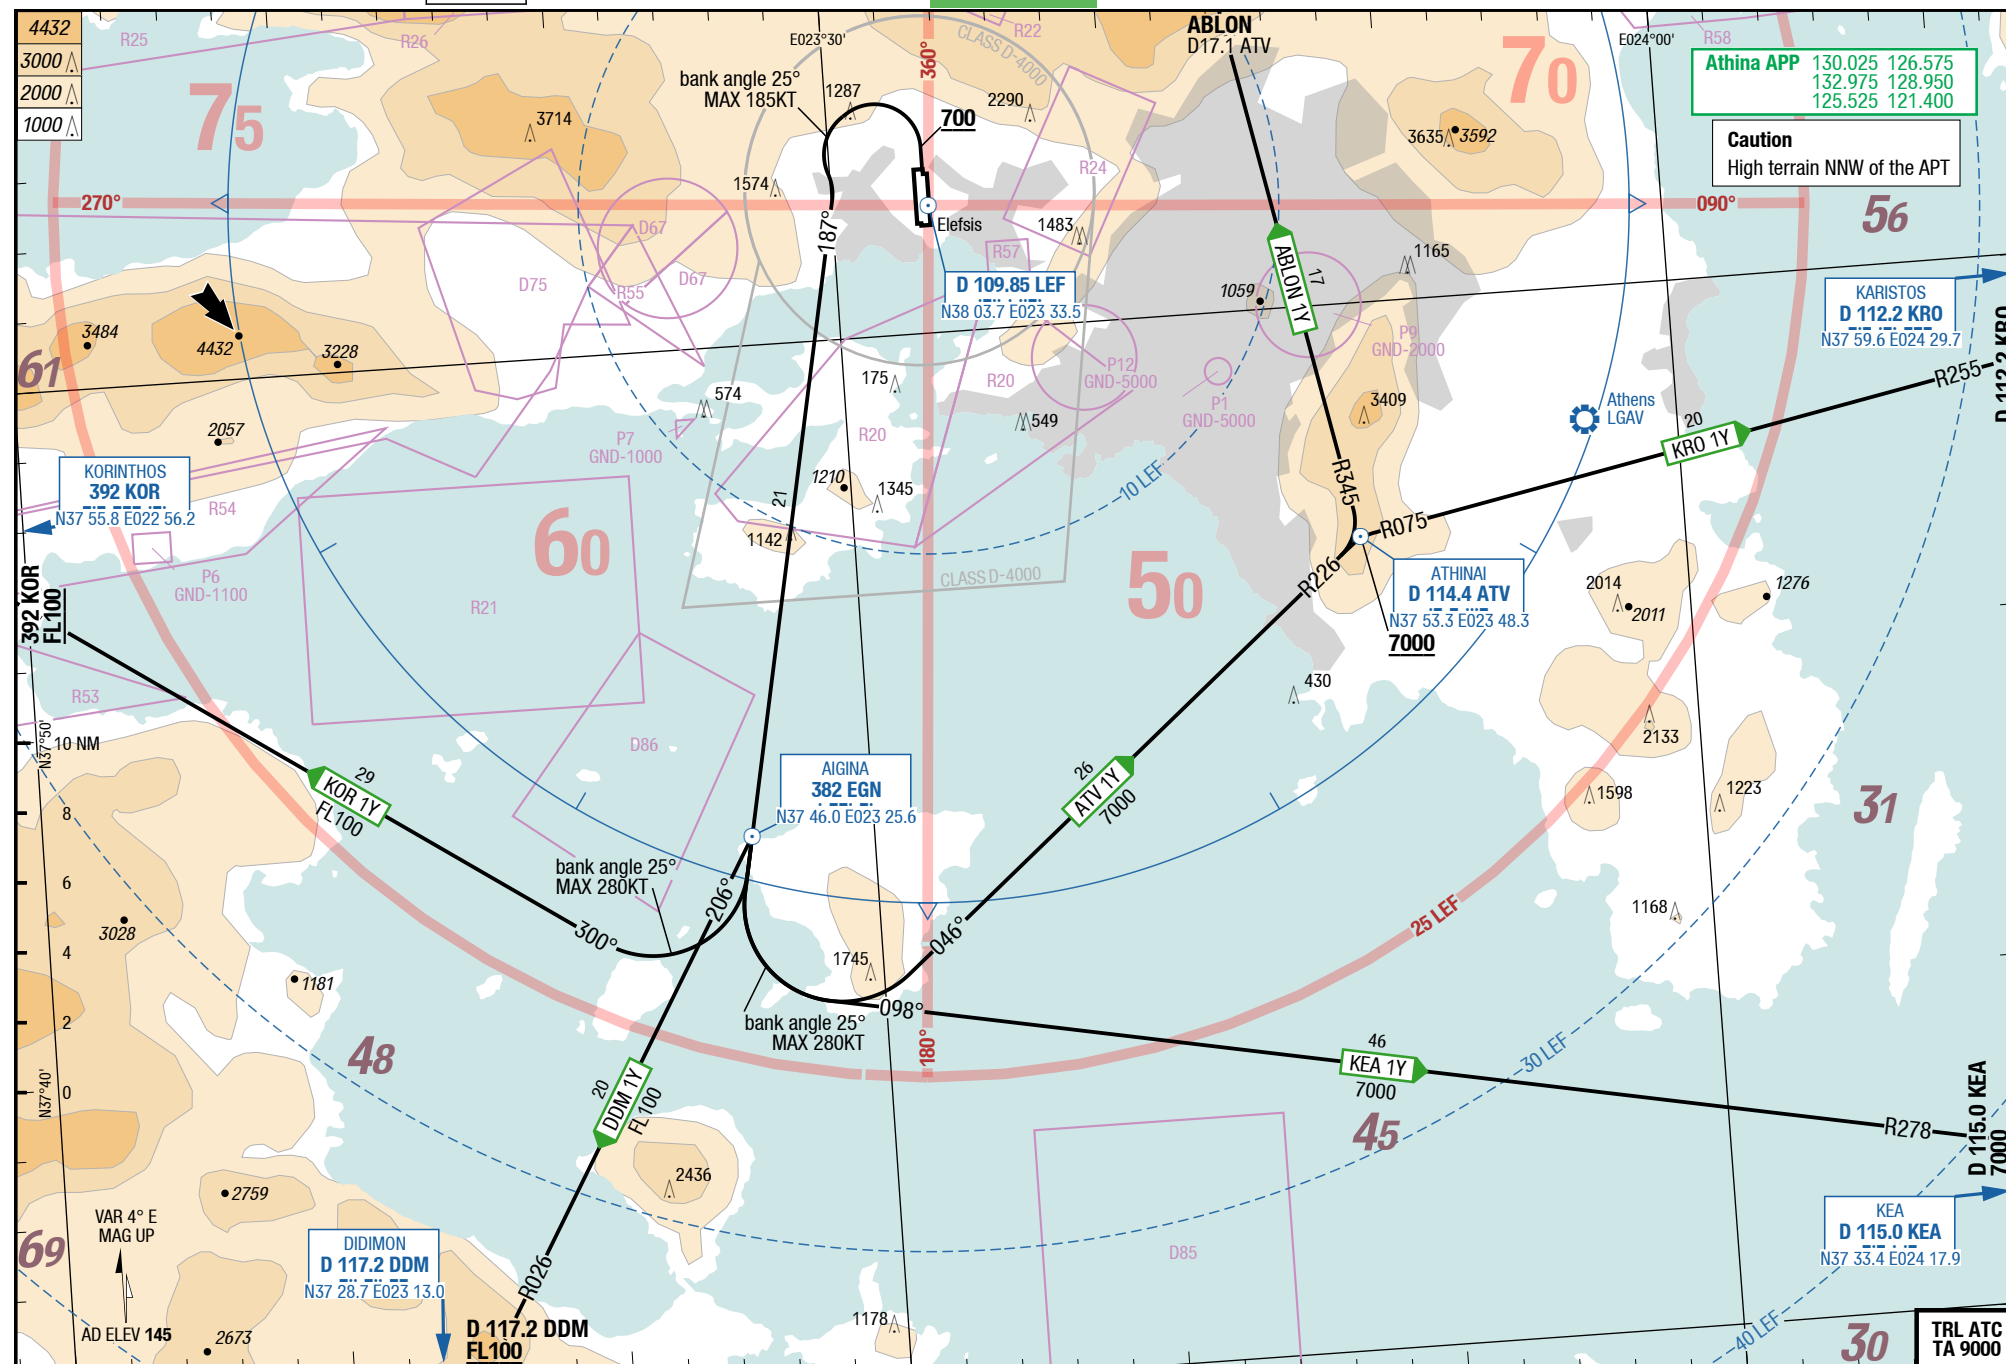 4432
3000
2000
1000
R25
R26
75
3714
bank angle 25°
MAX 185KT
E023°30'
1287
360°
CLASS D-4000
R22
2290
700
ABLON
D17.1 ATV
70
3635
3592
E024°00'
R58
Athina APP 130.025 126.575
132.975 128.950
125.525 121.400
Caution
High terrain NNW of the APT
R24
1574
270°
090°
56
187°
Elefsis
1483
R57
D67
D67
D75
R55
D 109.85 LEF
N38 03.7 E023 33.5
1059
ABLON 1Y
17
1165
P9
GND-2000
KARISTOS
D 112.2 KRO
N37 59.6 E024 29.7
D 112.2 KRO
3484
4432
3228
61
2057
574
175
R20
P12
GND-5000
P1
GND-5000
549
3409
Athens
LGAV
R255
20
KRO 1Y
P7
GND-1000
R20
KORINTHOS
392 KOR
N37 55.8 E022 56.2
R54
1210
1345
21
1142
10 LEF
R345
R075
60
P6
GND-1100
R21
CLASS D-4000
50
R226
ATHINAI
D 114.4 ATV
N37 53.3 E023 48.3
7000
2014
2011
1276
392 KOR
FL100
R53
430
N37°50'
10 NM
D86
2133
29
KOR 1Y
FL100
AIGINA
382 EGN
N37 46.0 E023 25.6
26
ATV 1Y
7000
1598
1223
31
8
6
4
2
0
bank angle 25°
MAX 280KT
206°
300°
3028
1181
1745
046°
25 LEF
1168
098°
bank angle 25°
MAX 280KT
180°
48
46
KEA 1Y
7000
30 LEF
N37°40'
20
DDM 1Y
FL100
45
R278
D 115.0 KEA
7000
2436
2759
VAR 4° E
MAG UP
69
DIDIMON
D 117.2 DDM
N37 28.7 E023 13.0
R026
D85
KEA
D 115.0 KEA
N37 33.4 E024 17.9
AD ELEV 145
2673
D 117.2 DDM
FL100
1178
40 LEF
30
TRL ATC
TA 9000